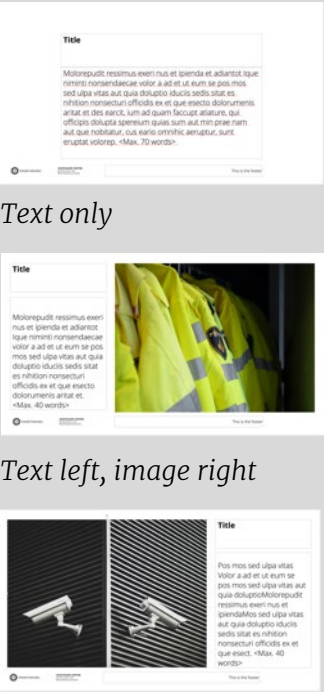 Title
Molorepudit ressimus exeri nus et ipienda et adiantot ique
niminti nonsendaecae nimolor ad et ut eum se pos
mos sed ulpa vitas aut quia doluptio iduciis sedis sitat es
nihition nonsecturi officidis ex et que esecto dolorumenis
aritat et des earcit, ium ad quam faccupt atiatur, qui
officipis dolupta spereium quias sum aut min prae nam
aut que nobitatur, cus eario omnihic aeruptur, sunt
eruptat volorep. <Max. 70 words>
This is the footer
Text only
Title
Molorepudit ressimus exeri
nus et ipienda et adiantot
ique niminti nonsendaecae
volor a ad et ut eum se pos
mos sed ulpa vitas aut quia
doluptio iduciis sedis sitat
es nihition nonsecturi
officidis ex et que esecto
dolorumenis aritat et.
<Max. 40 words>
This is the footer
Text left, image right
Title
Pos mos sed ulpa vitas
Volor a ad et ut eum se
pos mos sed ulpa vitas aut
quia doluptioMolorepudit
ressimus exeri nus et
ipiendaMos sed ulpa vitas
aut quia doluptio iduciis
sedis sitat es nihition
nonsecturi officidis ex et
que esect. <Max. 40
words>
This is the footer